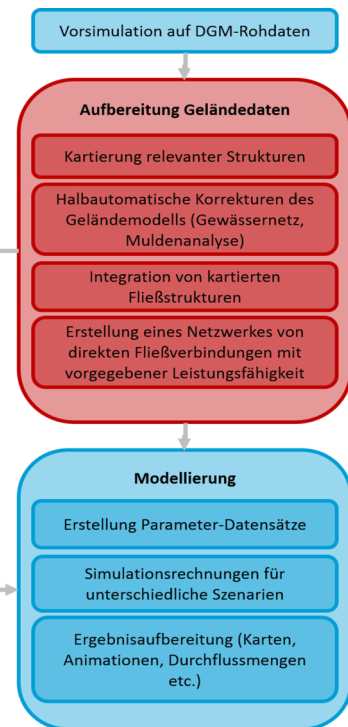 Vorsimulation auf DGM-Rohdaten
Aufbereitung Geländedaten
Kartierung relevanter Strukturen
Halbautomatische Korrekturen des
Geländemodells (Gewässernetz,
Muldenanalyse)
Integration von kartierten
Fließstrukturen
Erstellung eines Netzwerkes von
direkten Fließverbindungen mit
vorgegebener Leistungsfähigkeit
Modellierung
Erstellung Parameter-Datensätze
Simulationsrechnungen für
unterschiedliche Szenarien
Ergebnisaufbereitung (Karten,
Animationen, Durchflussmengen
etc.)